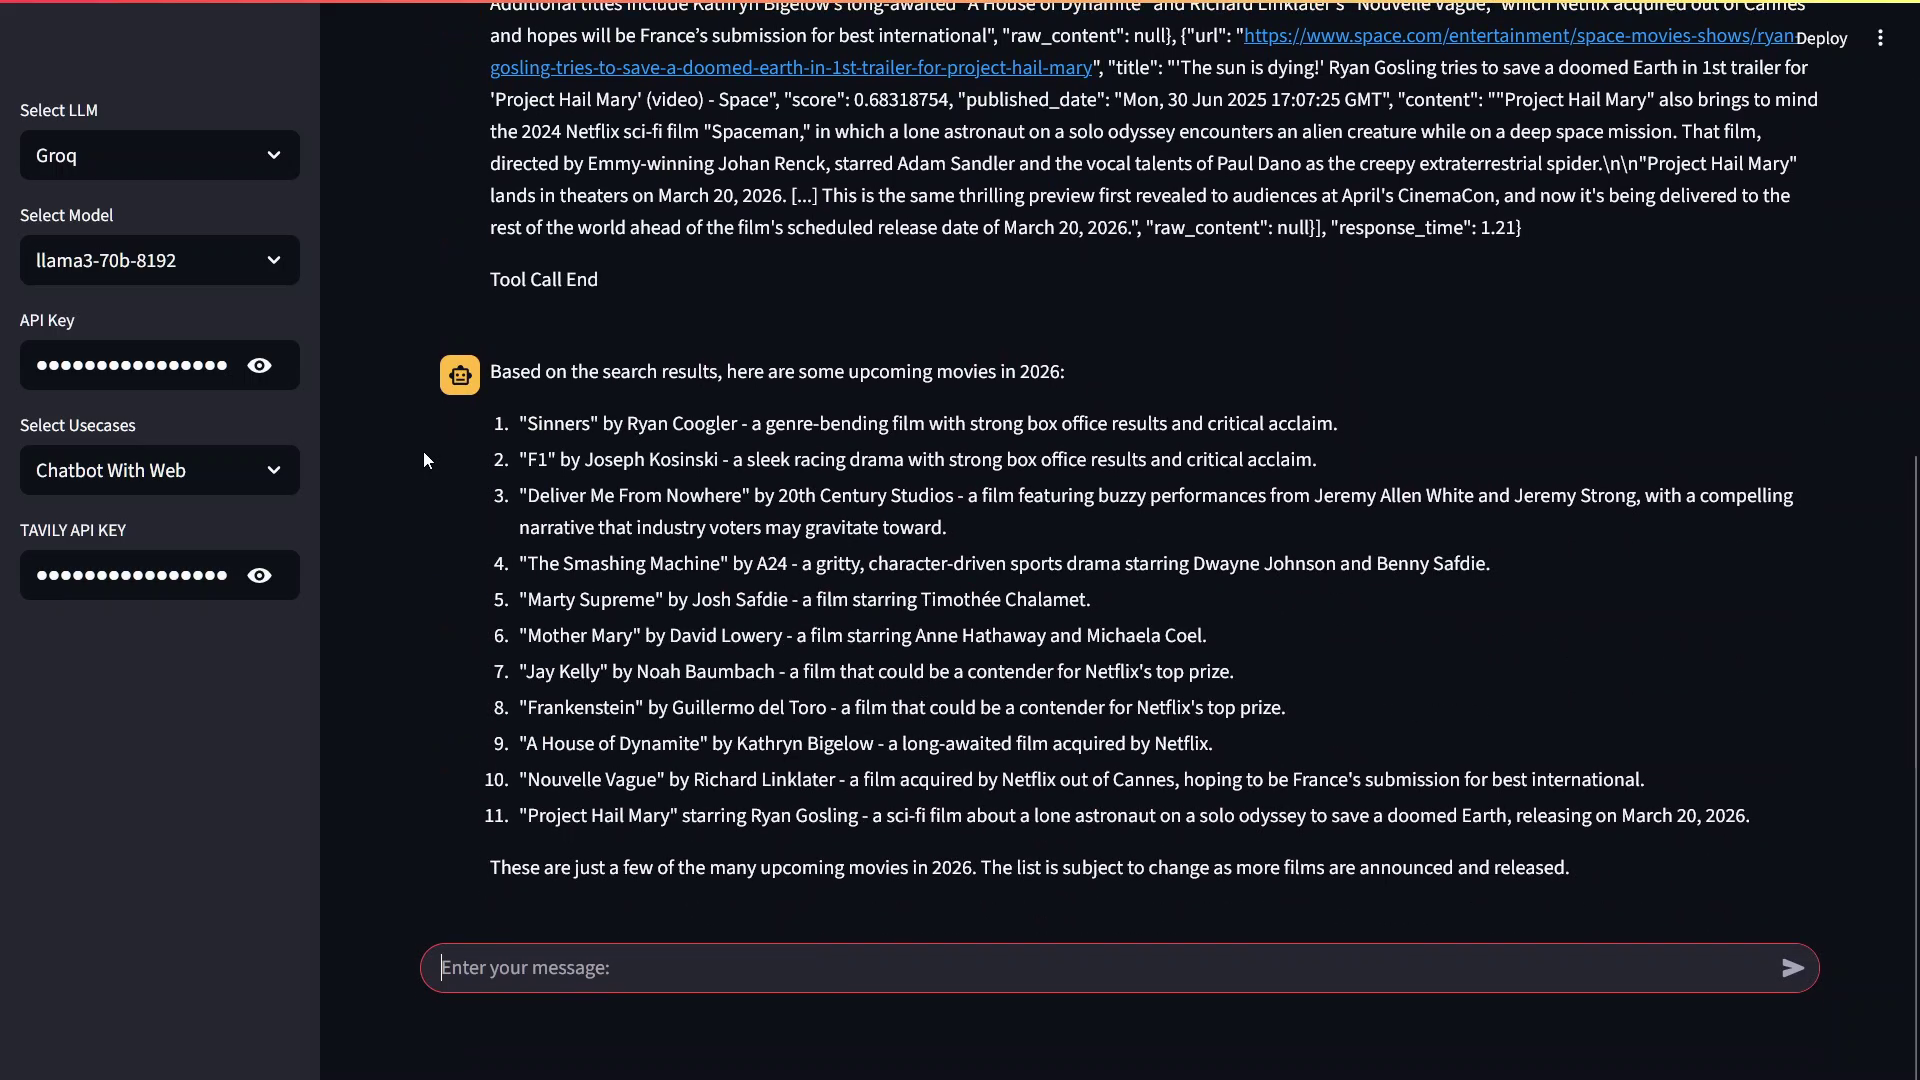 Select LLM
Groq
Select Model
llama3-70b-8192
API Key
Select Usecases
Chatbot With Web
TAVILY API KEY
Deploy
Additional titles include Kathryn Bigelow's long-awaited "A House of Dynamite" and Richard Linklater's "Nouvelle Vague," which Netflix acquired out of Cannes
and hopes will be France's submission for best international", "raw_content": null}, {"url": "https://www.space.com/entertainment/space-movies-shows/ryan-
gosling-tries-to-save-a-doomed-earth-in-1st-trailer-for-project-hail-mary", "title": "'The sun is dying!' Ryan Gosling tries to save a doomed Earth in 1st trailer for
'Project Hail Mary' (video) - Space", "score": 0.68318754, "published_date": "Mon, 30 Jun 2025 17:07:25 GMT", "content": ""Project Hail Mary" also brings to mind
the 2024 Netflix sci-fi film "Spaceman," in which a lone astronaut on a solo odyssey encounters an alien creature while on a deep space mission. That film,
directed by Emmy-winning Johan Renck, starred Adam Sandler and the vocal talents of Paul Dano as the creepy extraterrestrial spider.\n\n"Project Hail Mary"
lands in theaters on March 20, 2026. [...] This is the same thrilling preview first revealed to audiences at April's CinemaCon, and now it's being delivered to the
rest of the world ahead of the film's scheduled release date of March 20, 2026.", "raw_content": null}], "response_time": 1.21}
Tool Call End
Based on the search results, here are some upcoming movies in 2026:
1. "Sinners" by Ryan Coogler - a genre-bending film with strong box office results and critical acclaim.
2. "F1" by Joseph Kosinski - a sleek racing drama with strong box office results and critical acclaim.
3. "Deliver Me From Nowhere" by 20th Century Studios - a film featuring buzzy performances from Jeremy Allen White and Jeremy Strong, with a compelling
narrative that industry voters may gravitate toward.
4. "The Smashing Machine" by A24 - a gritty, character-driven sports drama starring Dwayne Johnson and Benny Safdie.
5. "Marty Supreme" by Josh Safdie - a film starring Timothée Chalamet.
6. "Mother Mary" by David Lowery - a film starring Anne Hathaway and Michaela Coel.
7. "Jay Kelly" by Noah Baumbach - a film that could be a contender for Netflix's top prize.
8. "Frankenstein" by Guillermo del Toro - a film that could be a contender for Netflix's top prize.
9. "A House of Dynamite" by Kathryn Bigelow - a long-awaited film acquired by Netflix.
10. "Nouvelle Vague" by Richard Linklater - a film acquired by Netflix out of Cannes, hoping to be France's submission for best international.
11. "Project Hail Mary" starring Ryan Gosling - a sci-fi film about a lone astronaut on a solo odyssey to save a doomed Earth, releasing on March 20, 2026.
These are just a few of the many upcoming movies in 2026. The list is subject to change as more films are announced and released.
Enter your message: